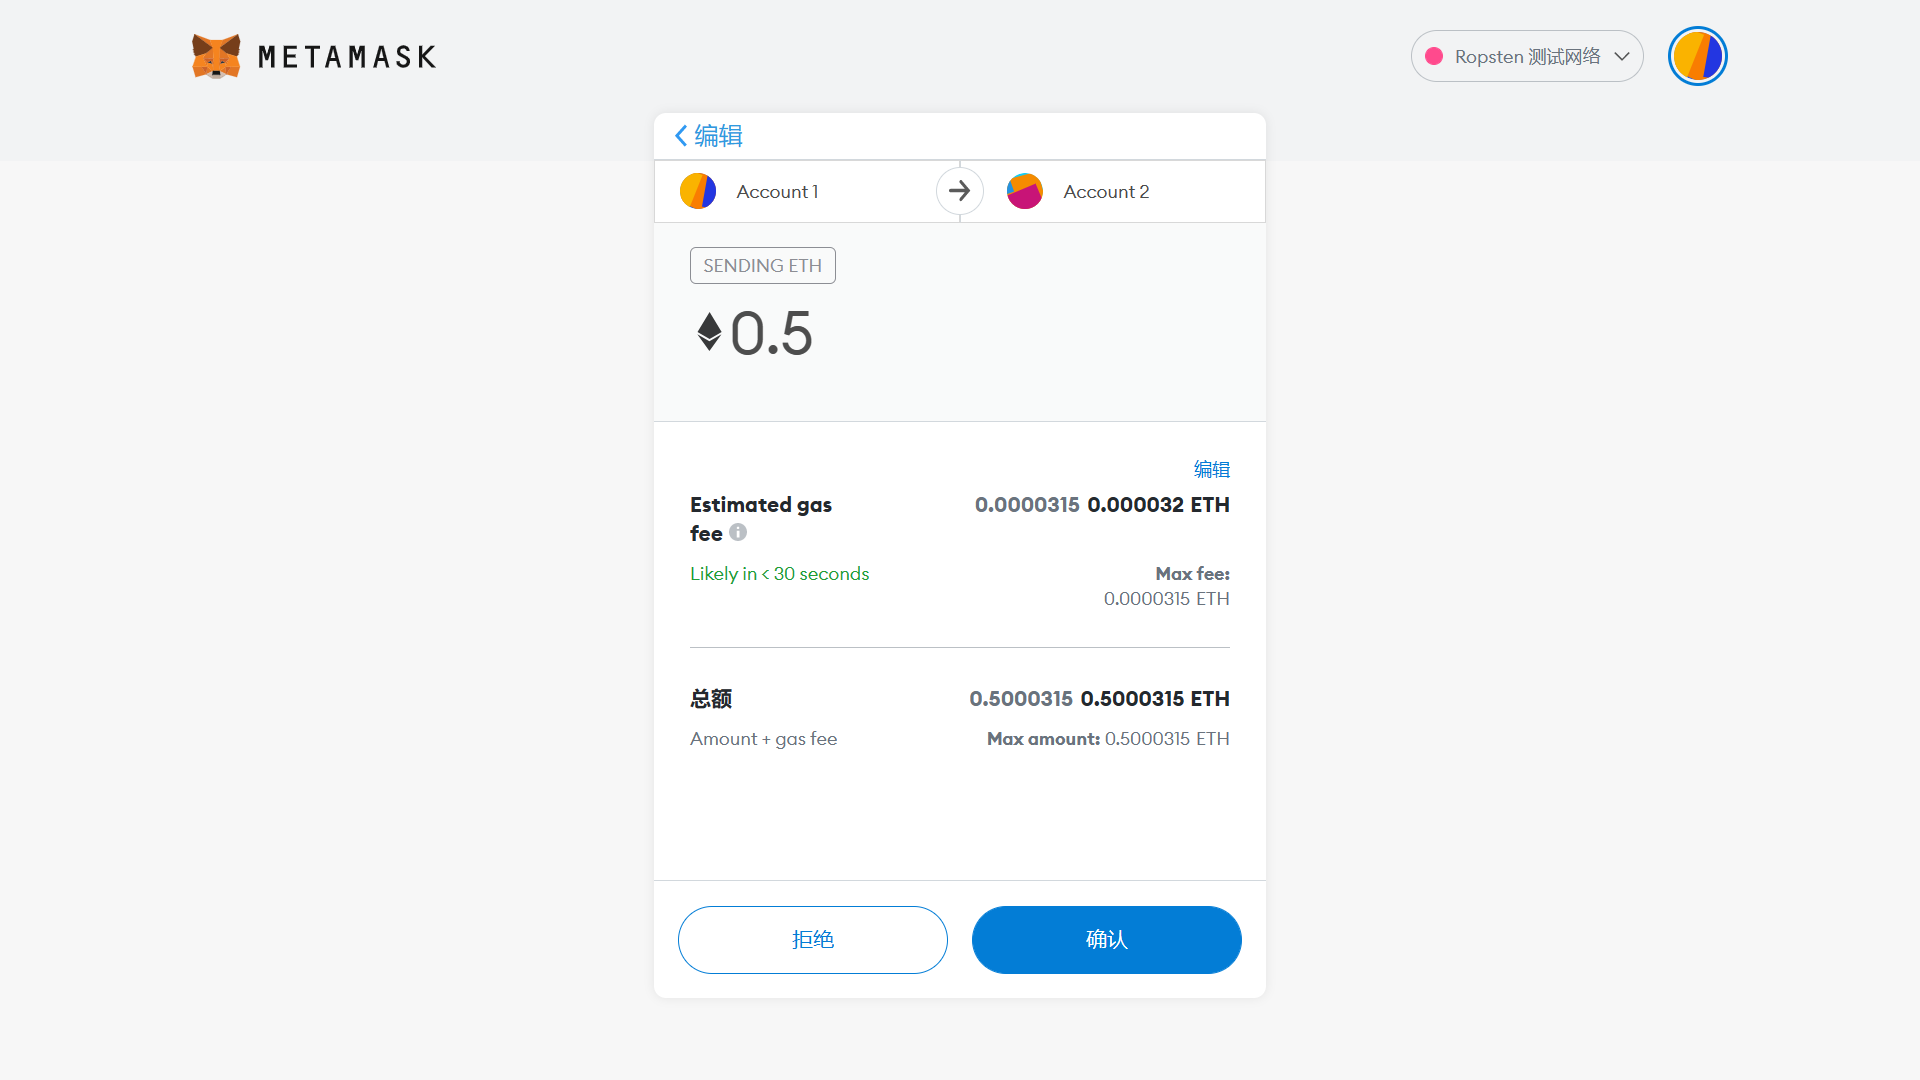 METAMASK
Ropsten 测试网络
编辑
Account 1
Account 2
SENDING ETH
0.5
编辑
Estimated gas fee
0.0000315 0.000032 ETH
Likely in < 30 seconds
Max fee:
0.0000315 ETH
总额
0.5000315 0.5000315 ETH
Amount + gas fee
Max amount: 0.5000315 ETH
拒绝
确认